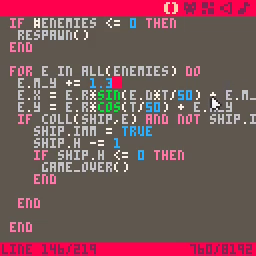 IF #ENEMIES <= 0 THEN
RESPAWN()
END
FOR E IN ALL(ENEMIES) DO
E.M_Y += 1.3
E.X = E.R*SIN(E.D*T/50) + E.M_
E.Y = E.R*COS(T/50) + E. Y
IF COLL(SHIP,E) AND NOT SHIP.I
SHIP.IMM = TRUE
SHIP.H -= 1
IF SHIP.H <= 0 THEN
GAME_OVER()
END
END
END
LINE 146/219 760/8192